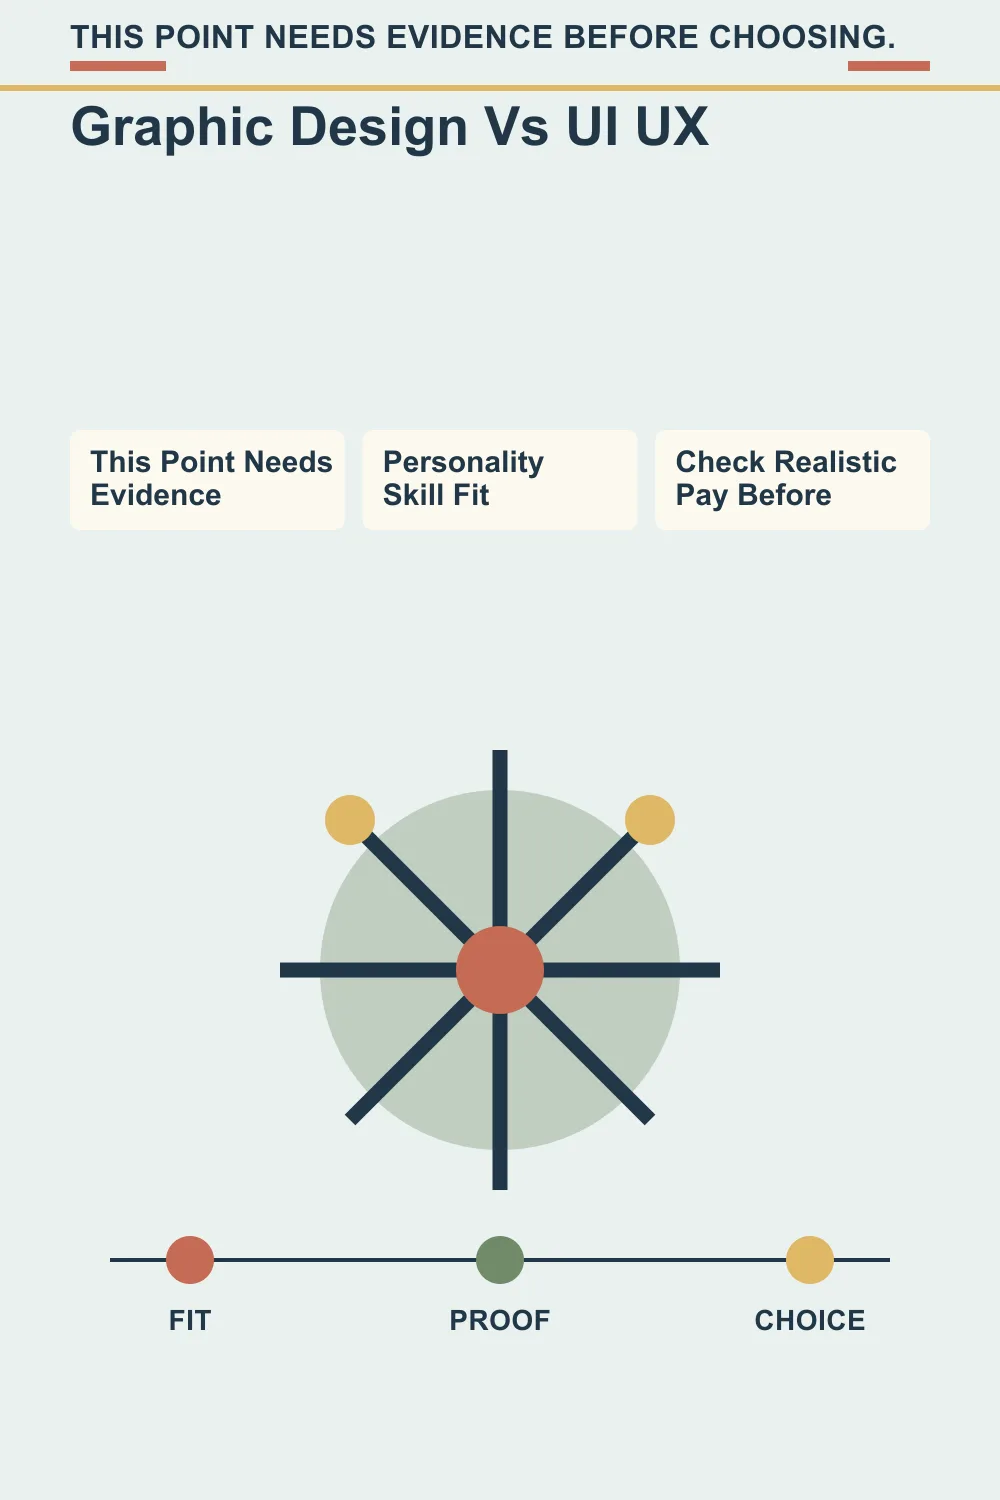 THIS POINT NEEDS EVIDENCE BEFORE CHOOSING.
Graphic Design Vs UI UX
This Point Needs
Evidence
Personality
Skill Fit
Check Realistic
Pay Before
FIT
PROOF
CHOICE